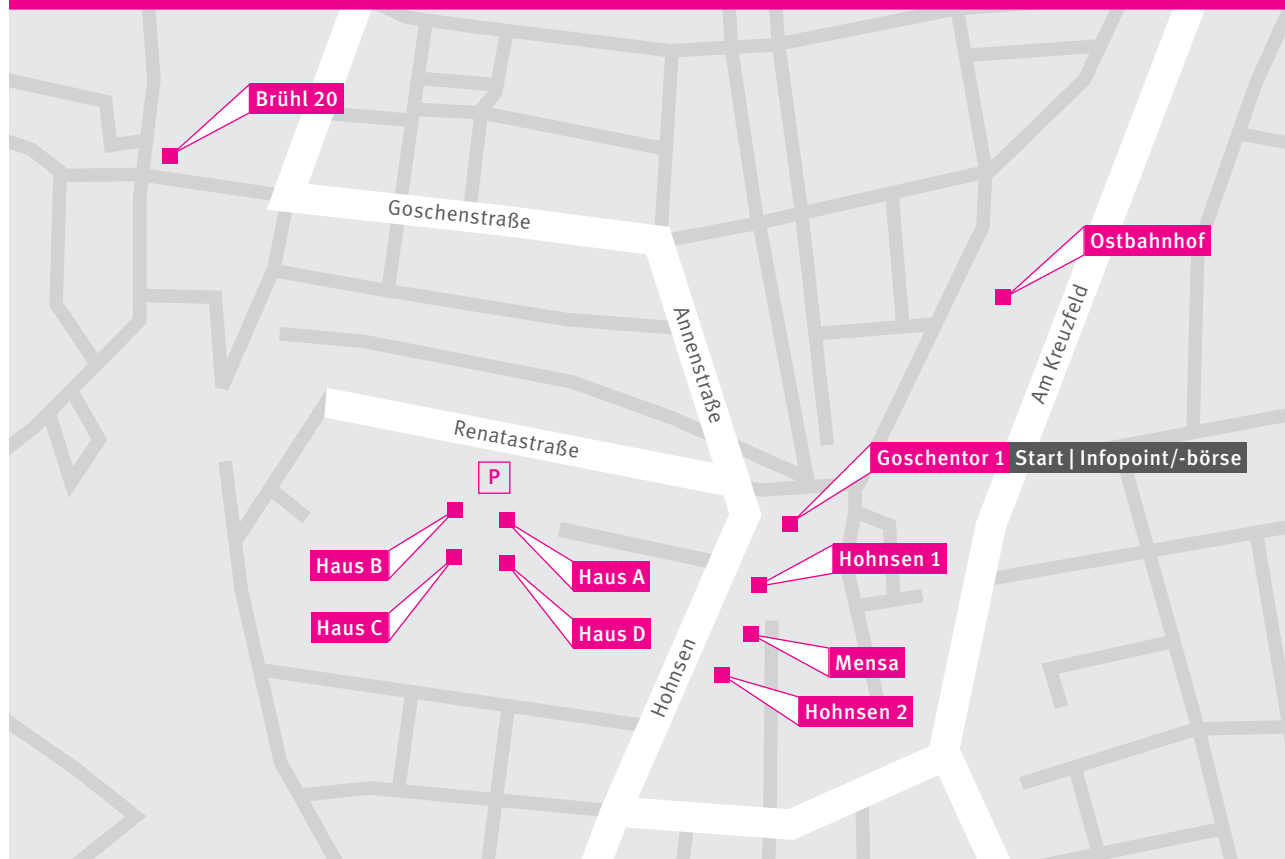 Brühl 20
Goschenstraße
Ostbahnhof
Annenstraße
Am Kreuzfeld
Renatastraße
Goschentor 1 Start | Infopoint/-börse
P
Haus B
Haus A
Hohnsen 1
Haus C
Haus D
Mensa
Hohnsen
Hohnsen 2